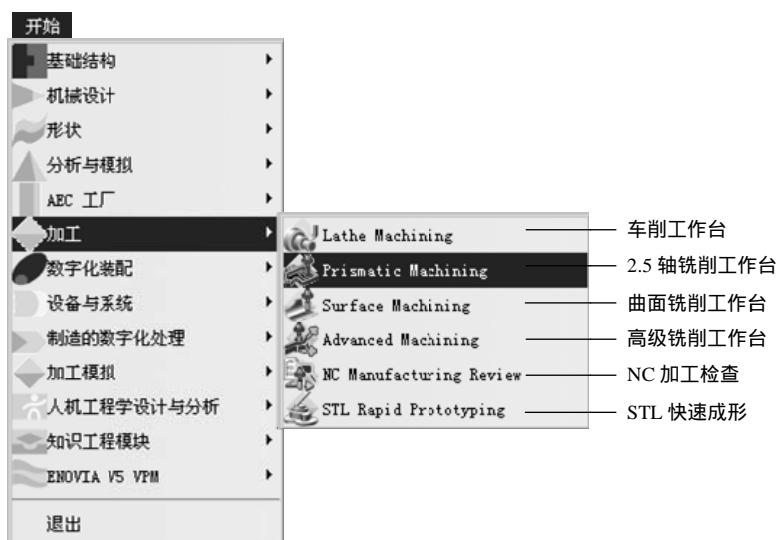 开始
基础结构
机械设计
形状
分析与模拟
AEC 工厂
加工
数字化装配
设备与系统
制造的数字化处理
加工模拟
人机工程学设计与分析
知识工程模块
ENOVIA V5 VPM
退出
Lathe Machining 车削工作台
Prismatic Machining 2.5 轴铣削工作台
Surface Machining 曲面铣削工作台
Advanced Machining 高级铣削工作台
NC Manufacturing Review NC 加工检查
STL Rapid Prototyping STL 快速成形